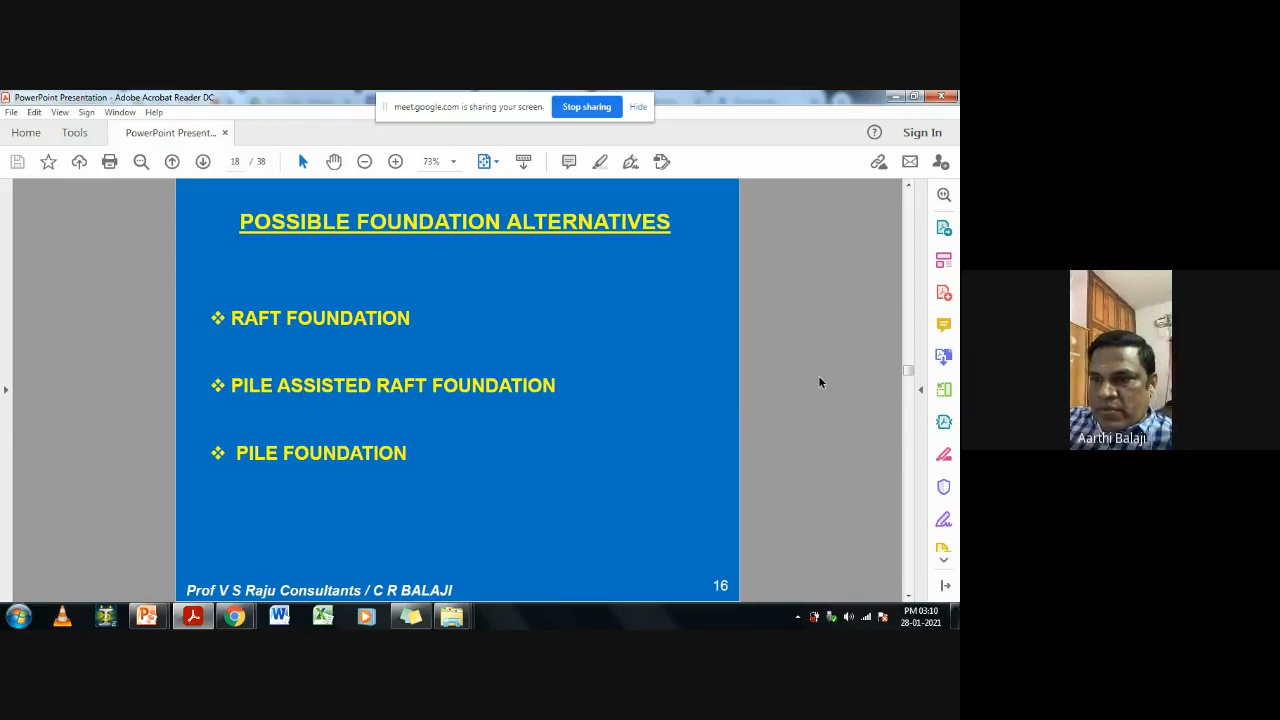 PowerPoint Presentation - Adobe Acrobat Reader DC
meet.google.com is sharing your screen.
Stop sharing
Hide
File Edit View Sign Window Help
Home Tools PowerPoint Present... ×
Sign In
18 / 38
73%
POSSIBLE FOUNDATION ALTERNATIVES
❖ RAFT FOUNDATION
❖ PILE ASSISTED RAFT FOUNDATION
❖ PILE FOUNDATION
Prof V S Raju Consultants / C R BALAJI
16
Aarthi Balaji
PM 03:10
28-01-2021